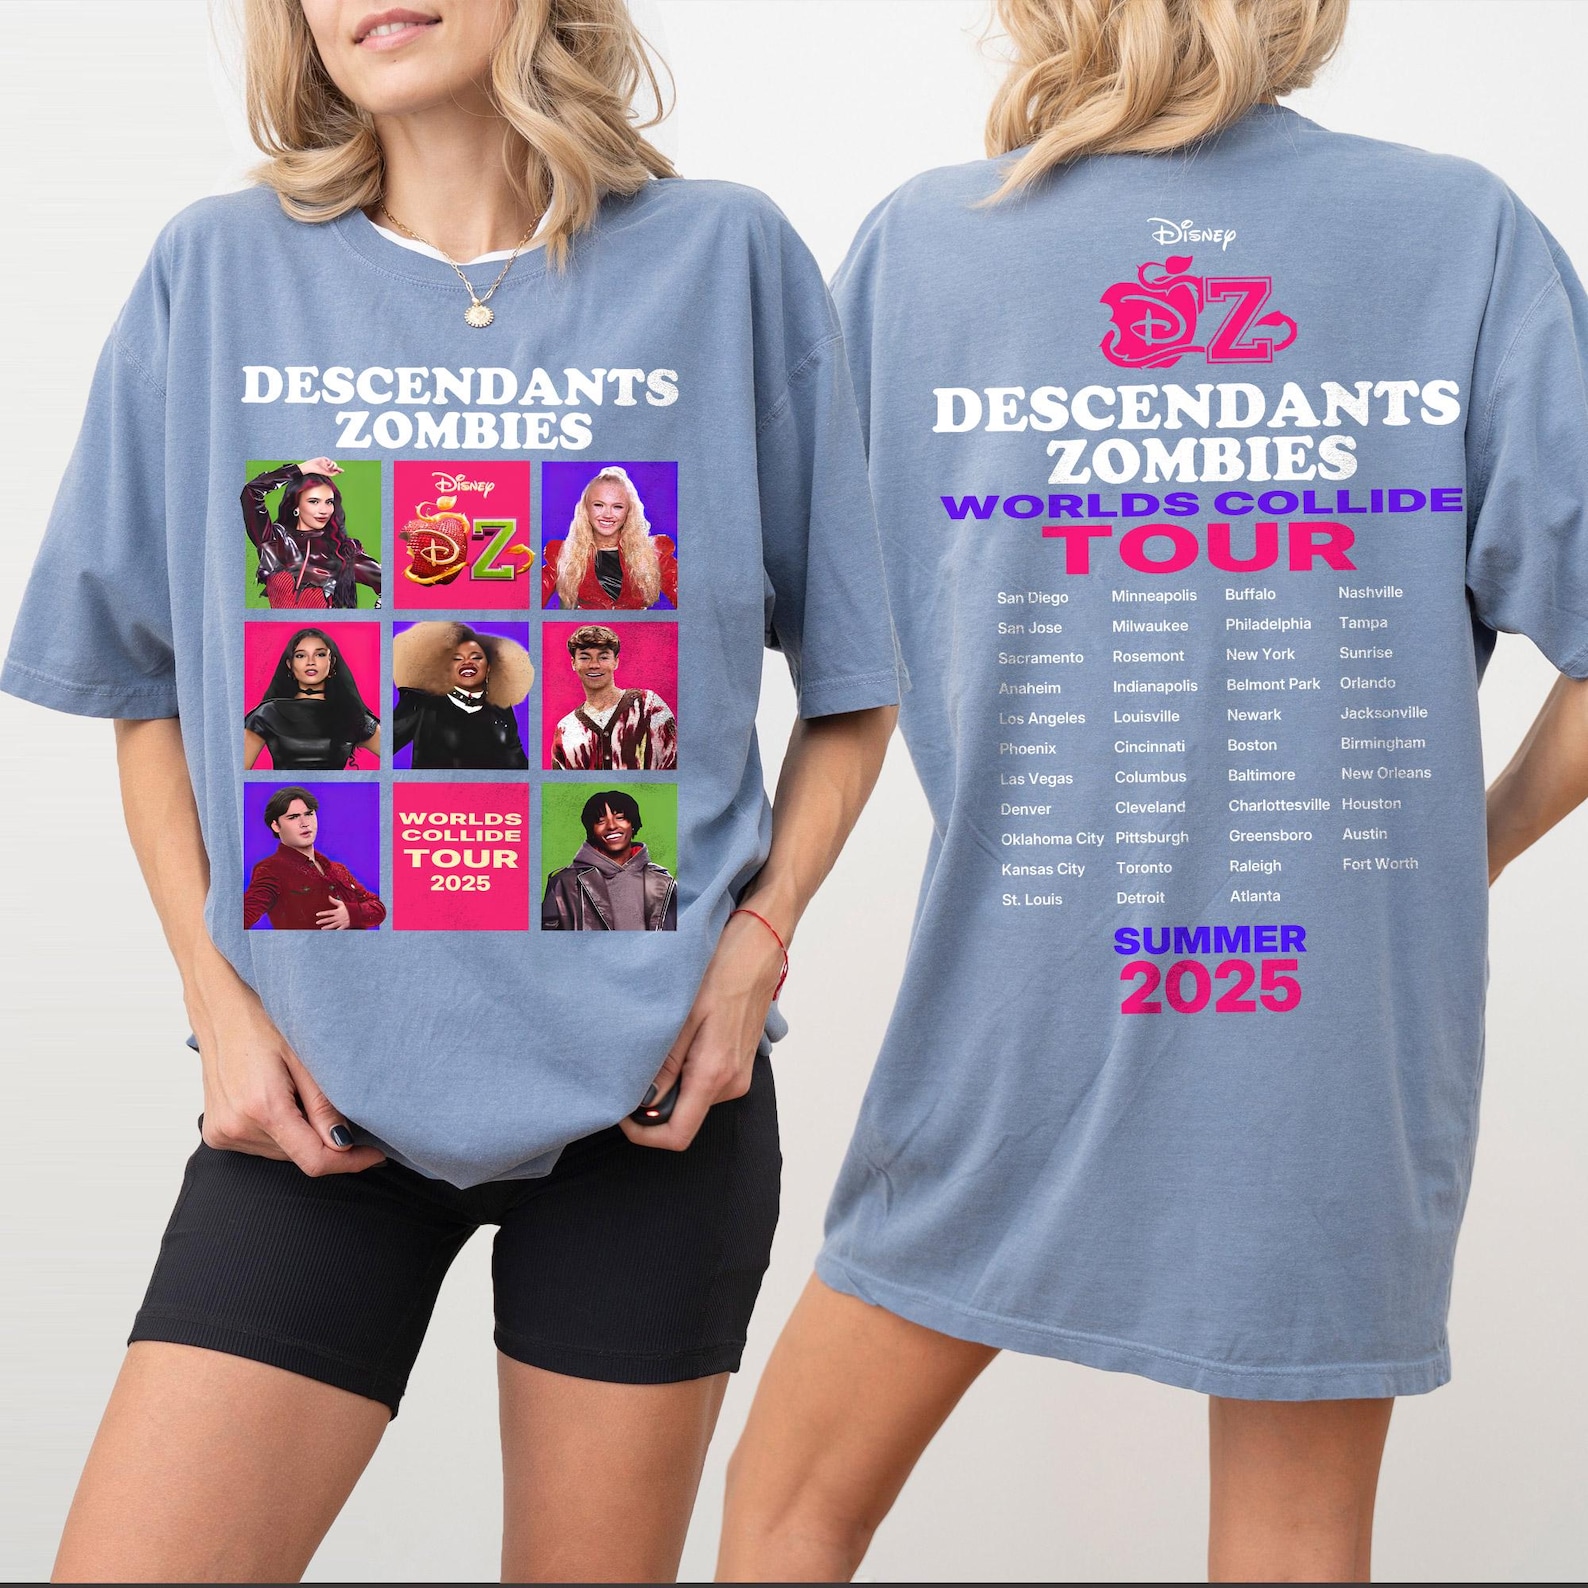 DESCENDANTS
ZOMBIES
Disney
D Z
WORLDS
COLLIDE
TOUR
2025
Disney
D Z
DESCENDANTS
ZOMBIES
WORLDS COLLIDE
TOUR
San Diego Minneapolis Buffalo Nashville
San Jose Milwaukee Philadelphia Tampa
Sacramento Rosemont New York Sunrise
Anaheim Indianapolis Belmont Park Orlando
Los Angeles Louisville Newark Jacksonville
Phoenix Cincinnati Boston Birmingham
Las Vegas Columbus Baltimore New Orleans
Denver Cleveland Charlottesville Houston
Oklahoma City Pittsburgh Greensboro Austin
Kansas City Toronto Raleigh Fort Worth
St. Louis Detroit Atlanta
SUMMER
2025